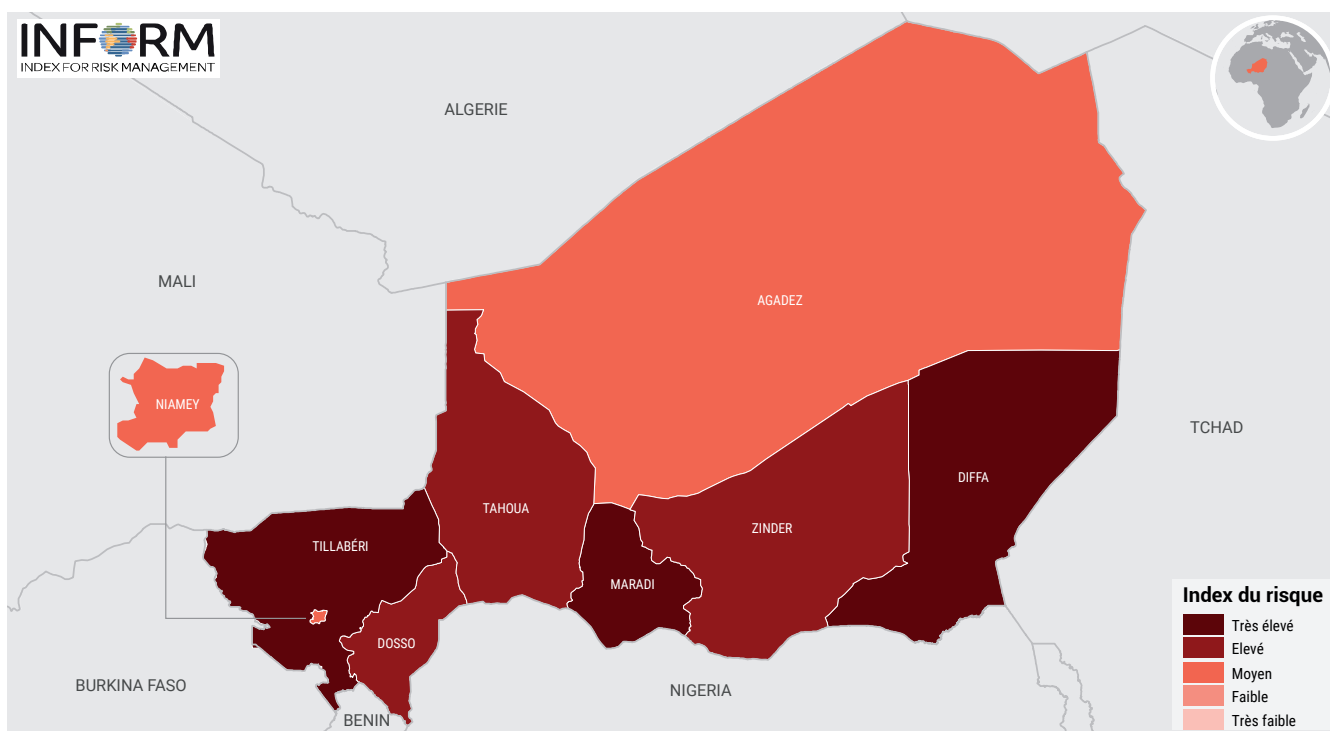 INFORM
INDEX FOR RISK MANAGEMENT
ALGERIE
MALI
AGADEZ
NIAMEY
TCHAD
DIFFA
TAHOUA
ZINDER
TILLABÉRI
MARADI
DOSSO
BURKINA FASO
NIGERIA
BENIN
Index du risque
Très élevé
Elevé
Moyen
Faible
Très faible